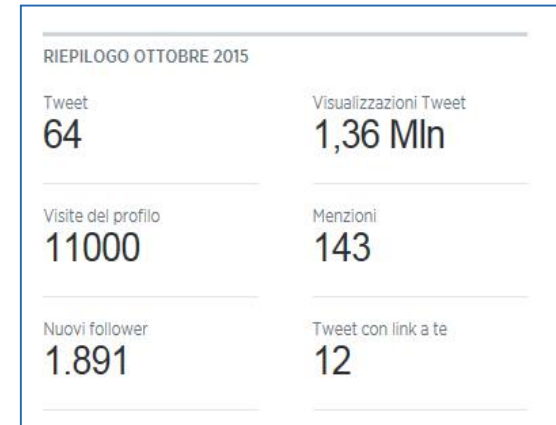 RIEPILOGO OTTOBRE 2015
Tweet
64
Visualizzazioni Tweet
1,36 Mln
Visite del profilo
11000
Menzioni
143
Nuovi follower
1.891
Tweet con link a te
12